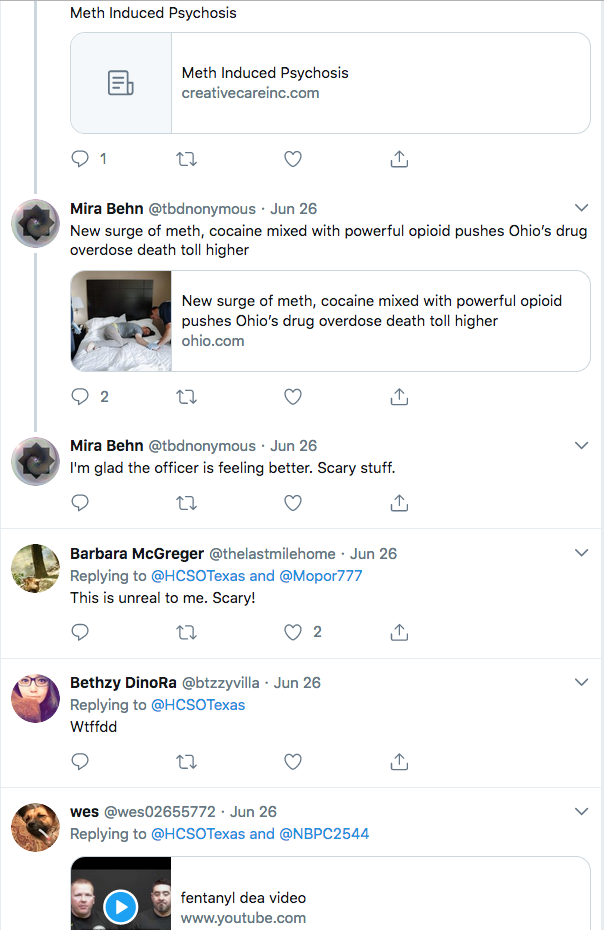 Meth Induced Psychosis
Meth Induced Psychosis
creativecareinc.com
1
Mira Behn @tbdnonymous · Jun 26
New surge of meth, cocaine mixed with powerful opioid pushes Ohio’s drug
overdose death toll higher
New surge of meth, cocaine mixed with powerful opioid
pushes Ohio’s drug overdose death toll higher
ohio.com
2
Mira Behn @tbdnonymous · Jun 26
I'm glad the officer is feeling better. Scary stuff.
Barbara McGreger @thelastmilehome · Jun 26
Replying to @HCSOTexas and @Mopor777
This is unreal to me. Scary!
2
Bethzy DinoRa @btzzyvilla · Jun 26
Replying to @HCSOTexas
Wtffdd
wes @wes02655772 · Jun 26
Replying to @HCSOTexas and @NBPC2544
fentanyl dea video
www.youtube.com